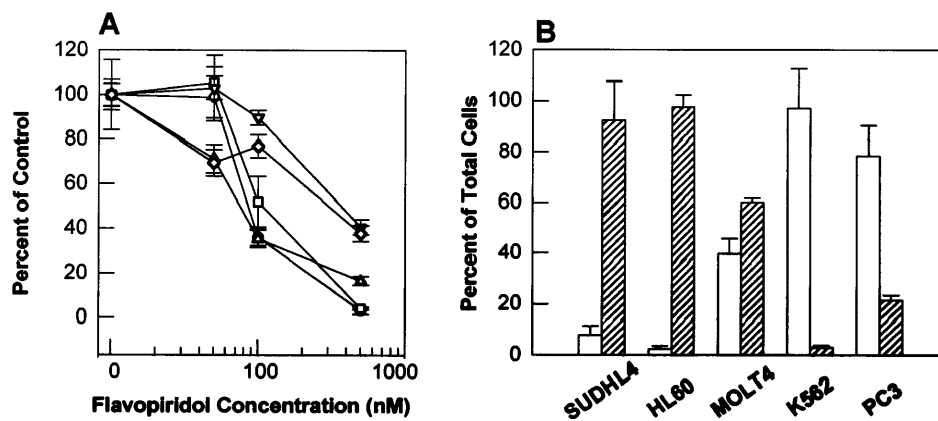 A
120
100
80
60
40
20
0
Percent of Control
0 100 1000
Flavopiridol Concentration (nM)
B
120
100
80
60
40
20
0
Percent of Total Cells
SUDHL4
HL60
MOLT4
K562
PC3